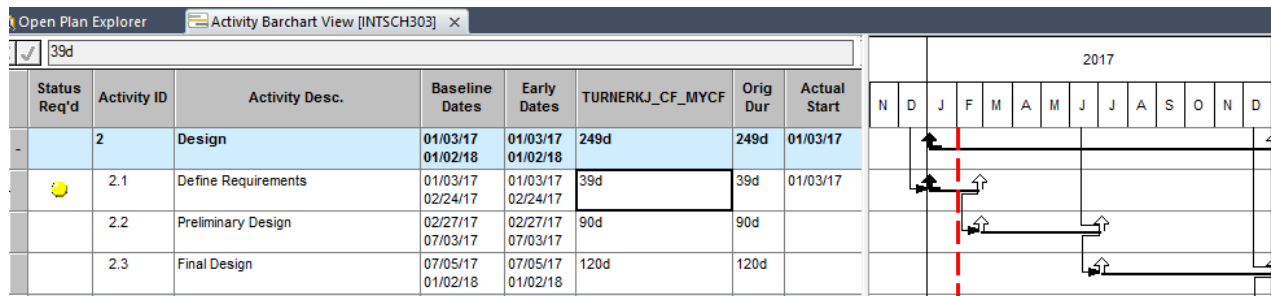 Open Plan Explorer Activity Barchart View [INTSCH303] ×
39d
2017
Status Req'd Activity ID Activity Desc. Baseline Dates Early Dates TURNERKJ_CF_MYCF Orig Dur Actual Start N D J F M A M J J A S O N D
2 Design 01/03/17 01/03/17 249d 249d 01/03/17
01/02/18 01/02/18
2.1 Define Requirements 01/03/17 01/03/17 39d 39d 01/03/17
02/24/17 02/24/17
2.2 Preliminary Design 02/27/17 02/27/17 90d 90d
07/03/17 07/03/17
2.3 Final Design 07/05/17 07/05/17 120d 120d
01/02/18 01/02/18